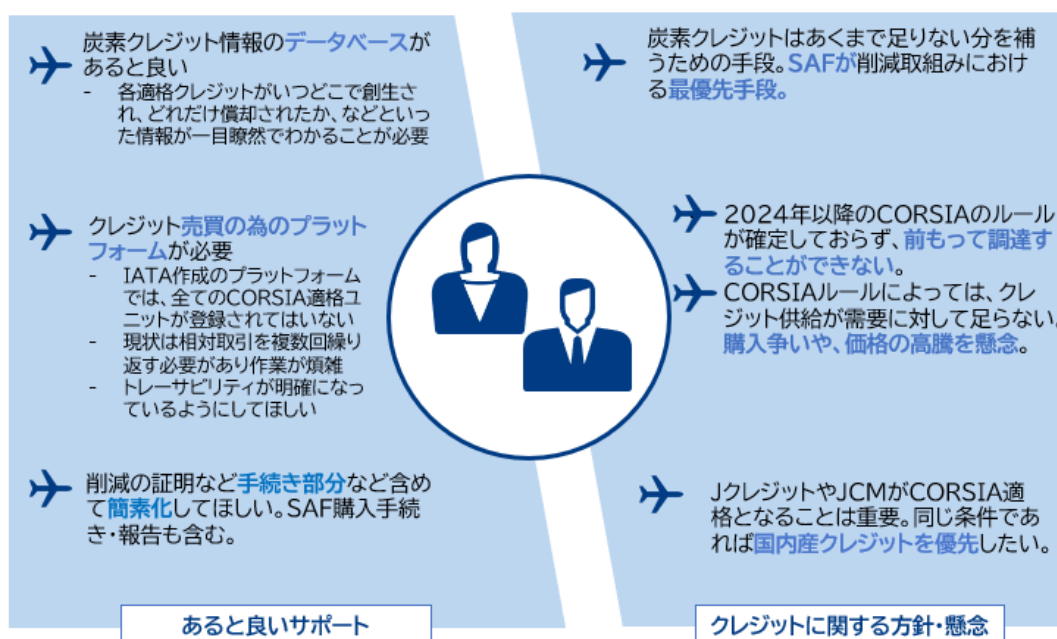 炭素クレジット情報のデータベースが
あると良い
- 各適格クレジットがいつどこで創生さ
れ、どれだけ償却されたか、などといっ
た情報が一目瞭然でわかることが必要
クレジット売買の為のプラット
フォームが必要
- IATA作成のプラットフォーム
では、全てのCORSIA適格ユ
ニットが登録されてはいない
- 現状は相対取引を複数回繰り
返す必要があり作業が煩雑
- トレーサビリティが明確になっ
ているようにしてほしい
削減の証明など手続き部分など含め
て簡素化してほしい。SAF購入手続
き・報告も含む。
あると良いサポート
炭素クレジットはあくまで足りない分を補
うための手段。SAFが削減取組みにおけ
る最優先手段。
2024年以降のCORSIAのルール
が確定しておらず、前もって調達す
ることができない。
CORSIAルールによっては、クレ
ジット供給が需要に対して足らない。
購入争いや、価格の高騰を懸念。
JクレジットやJCMがCORSIA適
格となることは重要。同じ条件であ
れば国内産クレジットを優先したい。
クレジットに関する方針・懸念